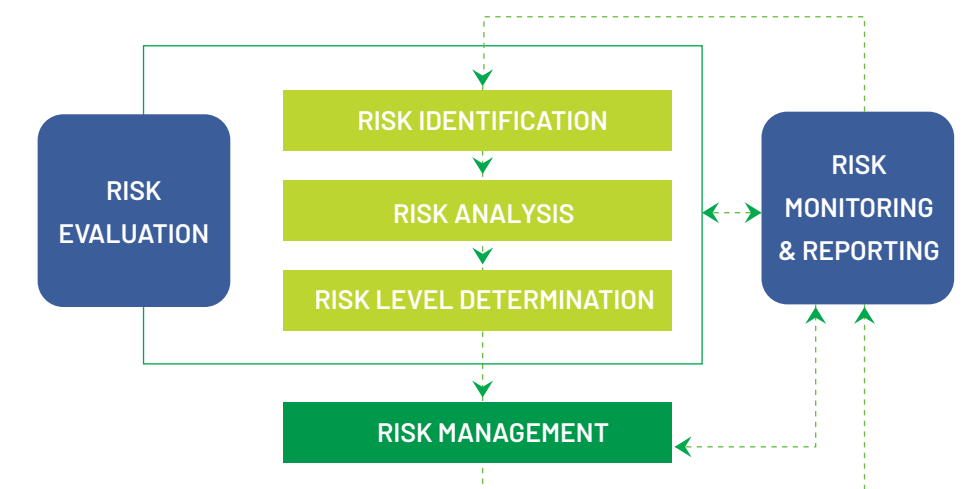 RISK IDENTIFICATION
RISK
EVALUATION
RISK ANALYSIS
RISK LEVEL DETERMINATION
RISK
MONITORING
& REPORTING
RISK MANAGEMENT